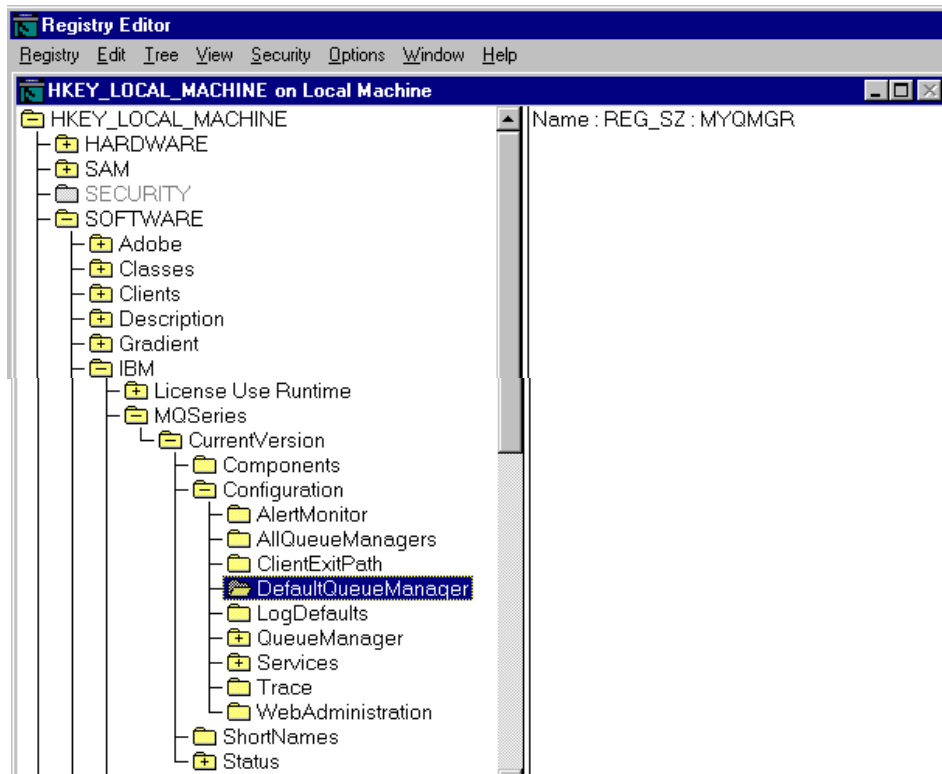 Registry Editor
Registry Edit Tree View Security Options Window Help
HKEY_LOCAL_MACHINE on Local Machine
HKEY_LOCAL_MACHINE
Name : REG_SZ : MYQMGR
HARDWARE
SAM
SECURITY
SOFTWARE
Adobe
Classes
Clients
Description
Gradient
IBM
License Use Runtime
MQSeries
CurrentVersion
Components
Configuration
AlertMonitor
AllQueueManagers
ClientExitPath
DefaultQueueManager
LogDefaults
QueueManager
Services
Trace
WebAdministration
ShortNames
Status